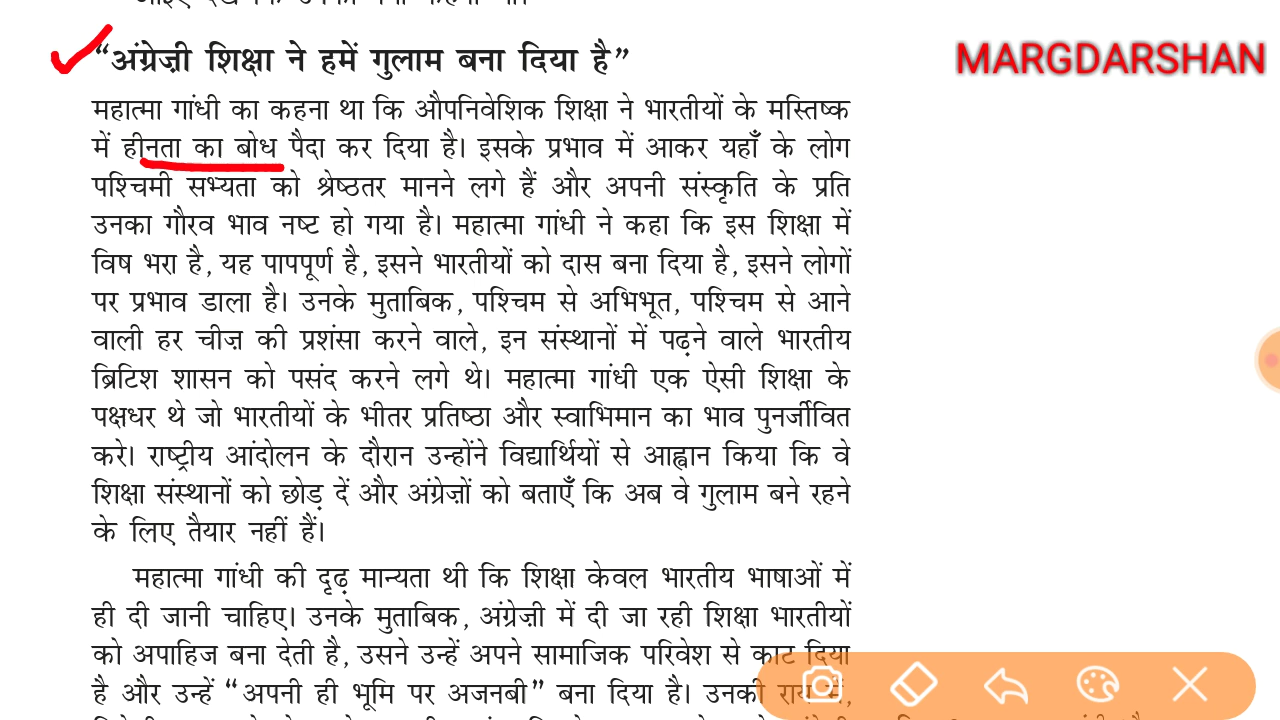 “अंग्रेज़ी शिक्षा ने हमें गुलाम बना दिया है”
MARGDARSHAN
महात्मा गांधी का कहना था कि औपनिवेशिक शिक्षा ने भारतीयों के मस्तिष्क
में हीनता का बोध पैदा कर दिया है। इसके प्रभाव में आकर यहाँ के लोग
पश्चिमी सभ्यता को श्रेष्ठतर मानने लगे हैं और अपनी संस्कृति के प्रति
उनका गौरव भाव नष्ट हो गया है। महात्मा गांधी ने कहा कि इस शिक्षा में
विष भरा है, यह पापपूर्ण है, इसने भारतीयों को दास बना दिया है, इसने लोगों
पर प्रभाव डाला है। उनके मुताबिक, पश्चिम से अभिभूत, पश्चिम से आने
वाली हर चीज़ की प्रशंसा करने वाले, इन संस्थानों में पढ़ने वाले भारतीय
ब्रिटिश शासन को पसंद करने लगे थे। महात्मा गांधी एक ऐसी शिक्षा के
पक्षधर थे जो भारतीयों के भीतर प्रतिष्ठा और स्वाभिमान का भाव पुनर्जीवित
करे। राष्ट्रीय आंदोलन के दौरान उन्होंने विद्यार्थियों से आह्वान किया कि वे
शिक्षा संस्थानों को छोड़ दें और अंग्रेज़ों को बताएँ कि अब वे गुलाम बने रहने
के लिए तैयार नहीं हैं।
महात्मा गांधी की दृढ़ मान्यता थी कि शिक्षा केवल भारतीय भाषाओं में
ही दी जानी चाहिए। उनके मुताबिक, अंग्रेज़ी में दी जा रही शिक्षा भारतीयों
को अपाहिज बना देती है, उसने उन्हें अपने सामाजिक परिवेश से काट दिया
है और उन्हें “अपनी ही भूमि पर अजनबी” बना दिया है। उनकी राय में,